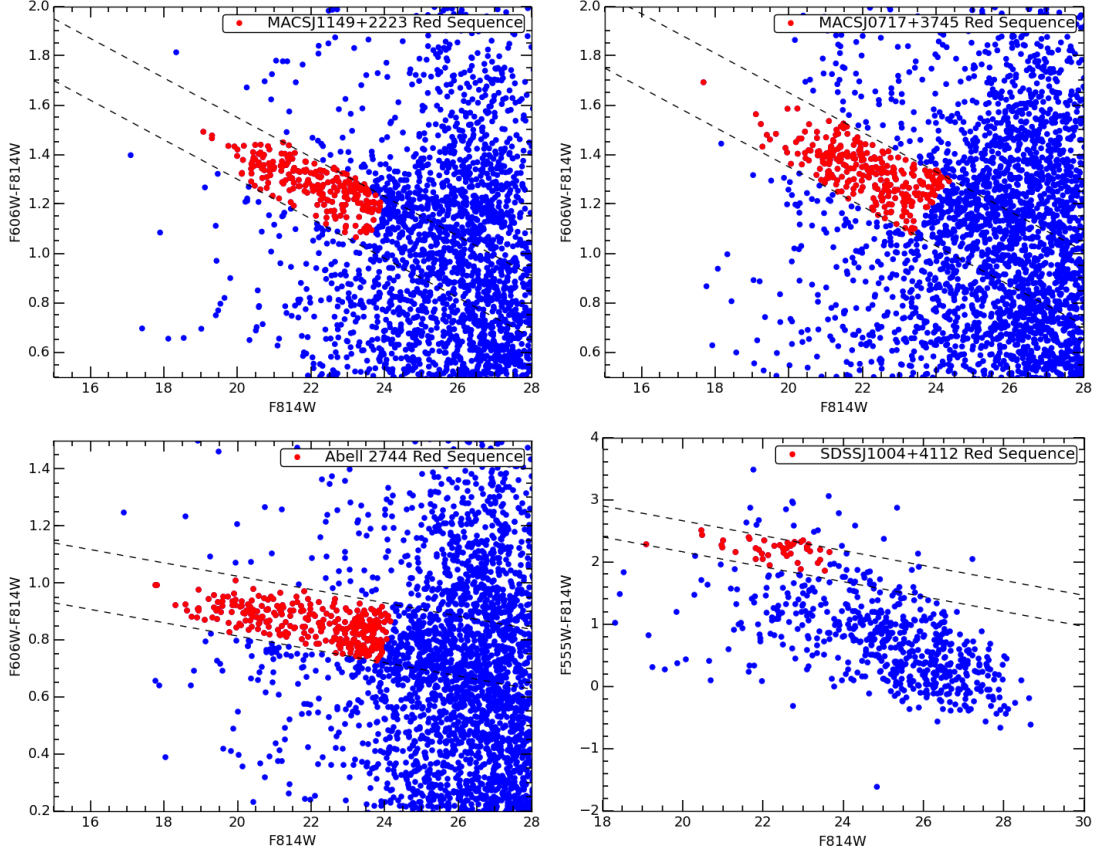 MACSJ1149+2223 Red Sequence
2.0
1.8
1.6
1.4
1.2
1.0
0.8
0.6
F606W-F814W
16 18 20 22 24 26 28
F814W
MACSJ0717+3745 Red Sequence
2.0
1.8
1.6
1.4
1.2
1.0
0.8
0.6
F606W-F814W
16 18 20 22 24 26 28
F814W
Abell 2744 Red Sequence
1.4
1.2
1.0
0.8
0.6
0.4
0.2
F606W-F814W
16 18 20 22 24 26 28
F814W
SDSSJ1004+4112 Red Sequence
4
3
2
1
0
−1
−2
F555W-F814W
18 20 22 24 26 28 30
F814W